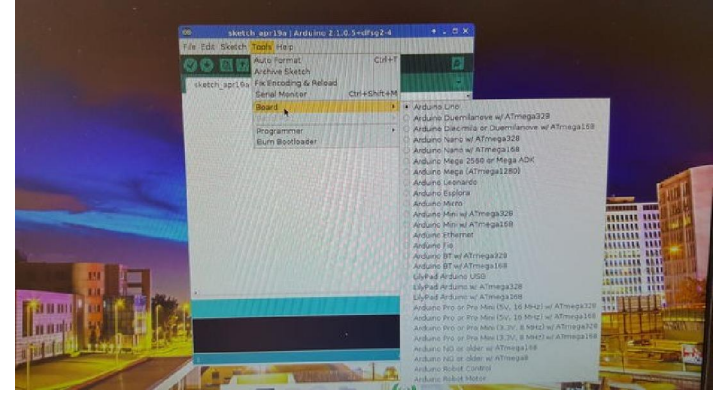 sketch_apr19a | Arduino 2:1.0.5+dfsg2-4
File Edit Sketch Tools Help
sketch_apr19a
Auto Format Ctrl+T
Archive Sketch
Fix Encoding & Reload
Serial Monitor Ctrl+Shift+M
Board
Programmer
Burn Bootloader
Arduino Uno
Arduino Duemilanove w/ ATmega328
Arduino Diecimila or Duemilanove w/ ATmega168
Arduino Nano w/ ATmega328
Arduino Nano w/ ATmega168
Arduino Mega 2560 or Mega ADK
Arduino Mega (ATmega1280)
Arduino Leonardo
Arduino Esplora
Arduino Micro
Arduino Mini w/ ATmega328
Arduino Mini w/ ATmega168
Arduino Ethernet
Arduino Fio
Arduino BT w/ ATmega328
Arduino BT w/ ATmega168
LilyPad Arduino USB
LilyPad Arduino w/ ATmega328
LilyPad Arduino w/ ATmega168
Arduino Pro or Pro Mini (5V, 16 MHz) w/ ATmega328
Arduino Pro or Pro Mini (5V, 16 MHz) w/ ATmega168
Arduino Pro or Pro Mini (3.3V, 8 MHz) w/ ATmega328
Arduino Pro or Pro Mini (3.3V, 8 MHz) w/ ATmega168
Arduino NG or older w/ ATmega168
Arduino NG or older w/ ATmega8
Arduino Robot Control
Arduino Robot Motor